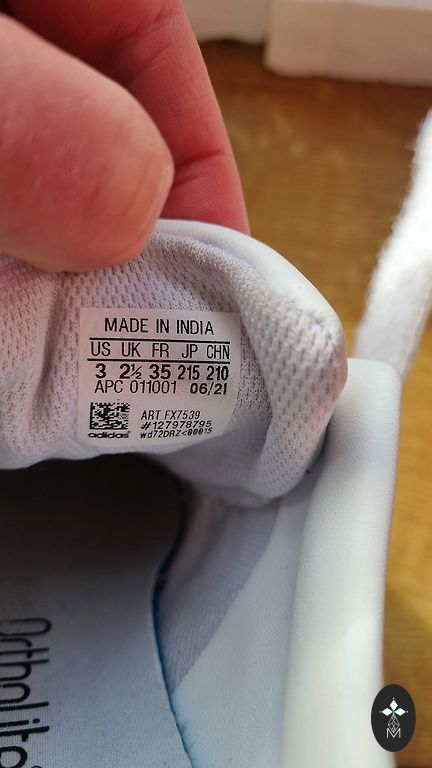 MADE IN INDIA
US UK FR JP CHN
3 2½ 35 215 210
APC 011001 06/21
ART FX7539
#127978795
adidas wd72DRZ<00015
Ortholite
M